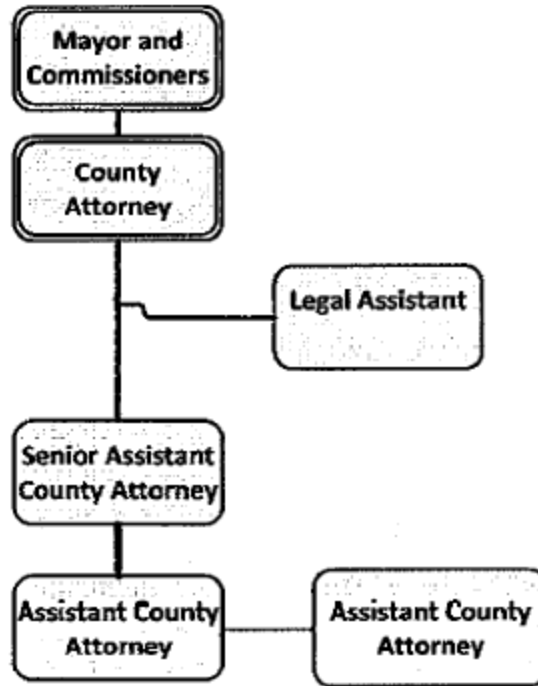 Mayor and
Commissioners
County
Attorney
Legal Assistant
Senior Assistant
County Attorney
Assistant County
Attorney
Assistant County
Attorney